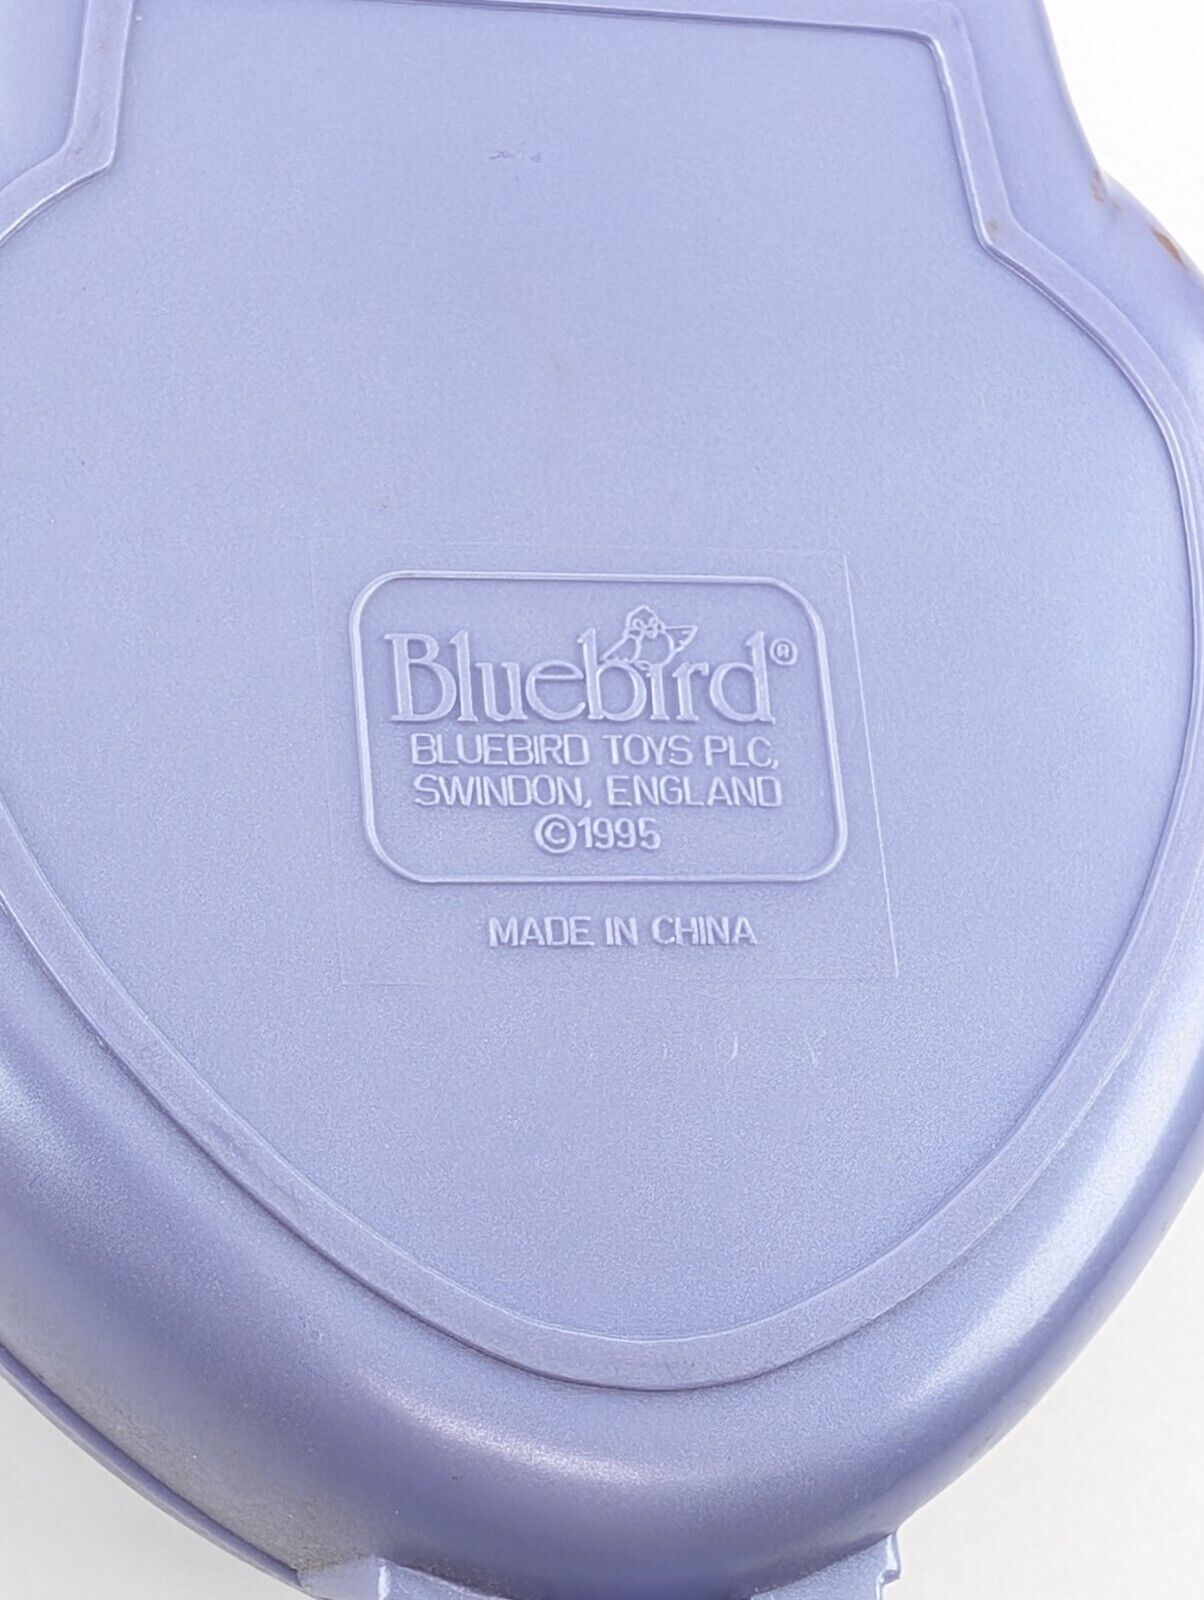 Bluebird®
BLUEBIRD TOYS PLC,
SWINDON, ENGLAND
©1995
MADE IN CHINA